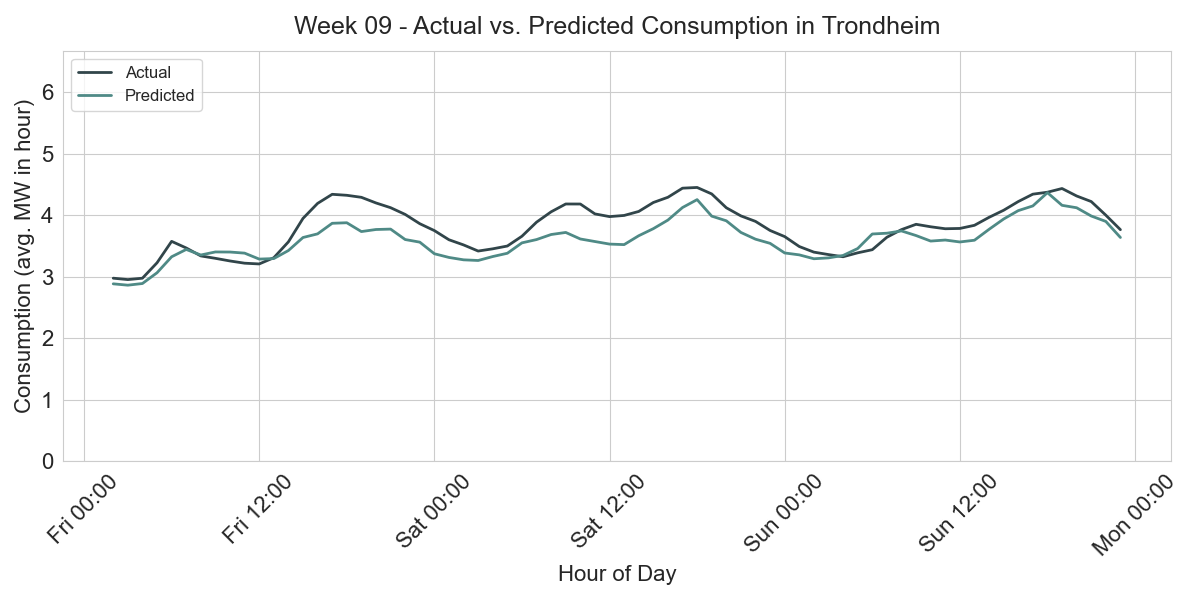 Week 09 - Actual vs. Predicted Consumption in Trondheim
Actual
Predicted
Consumption (avg. MW in hour)
6
5
4
3
2
1
0
Fri 00:00
Fri 12:00
Sat 00:00
Sat 12:00
Sun 00:00
Sun 12:00
Mon 00:00
Hour of Day